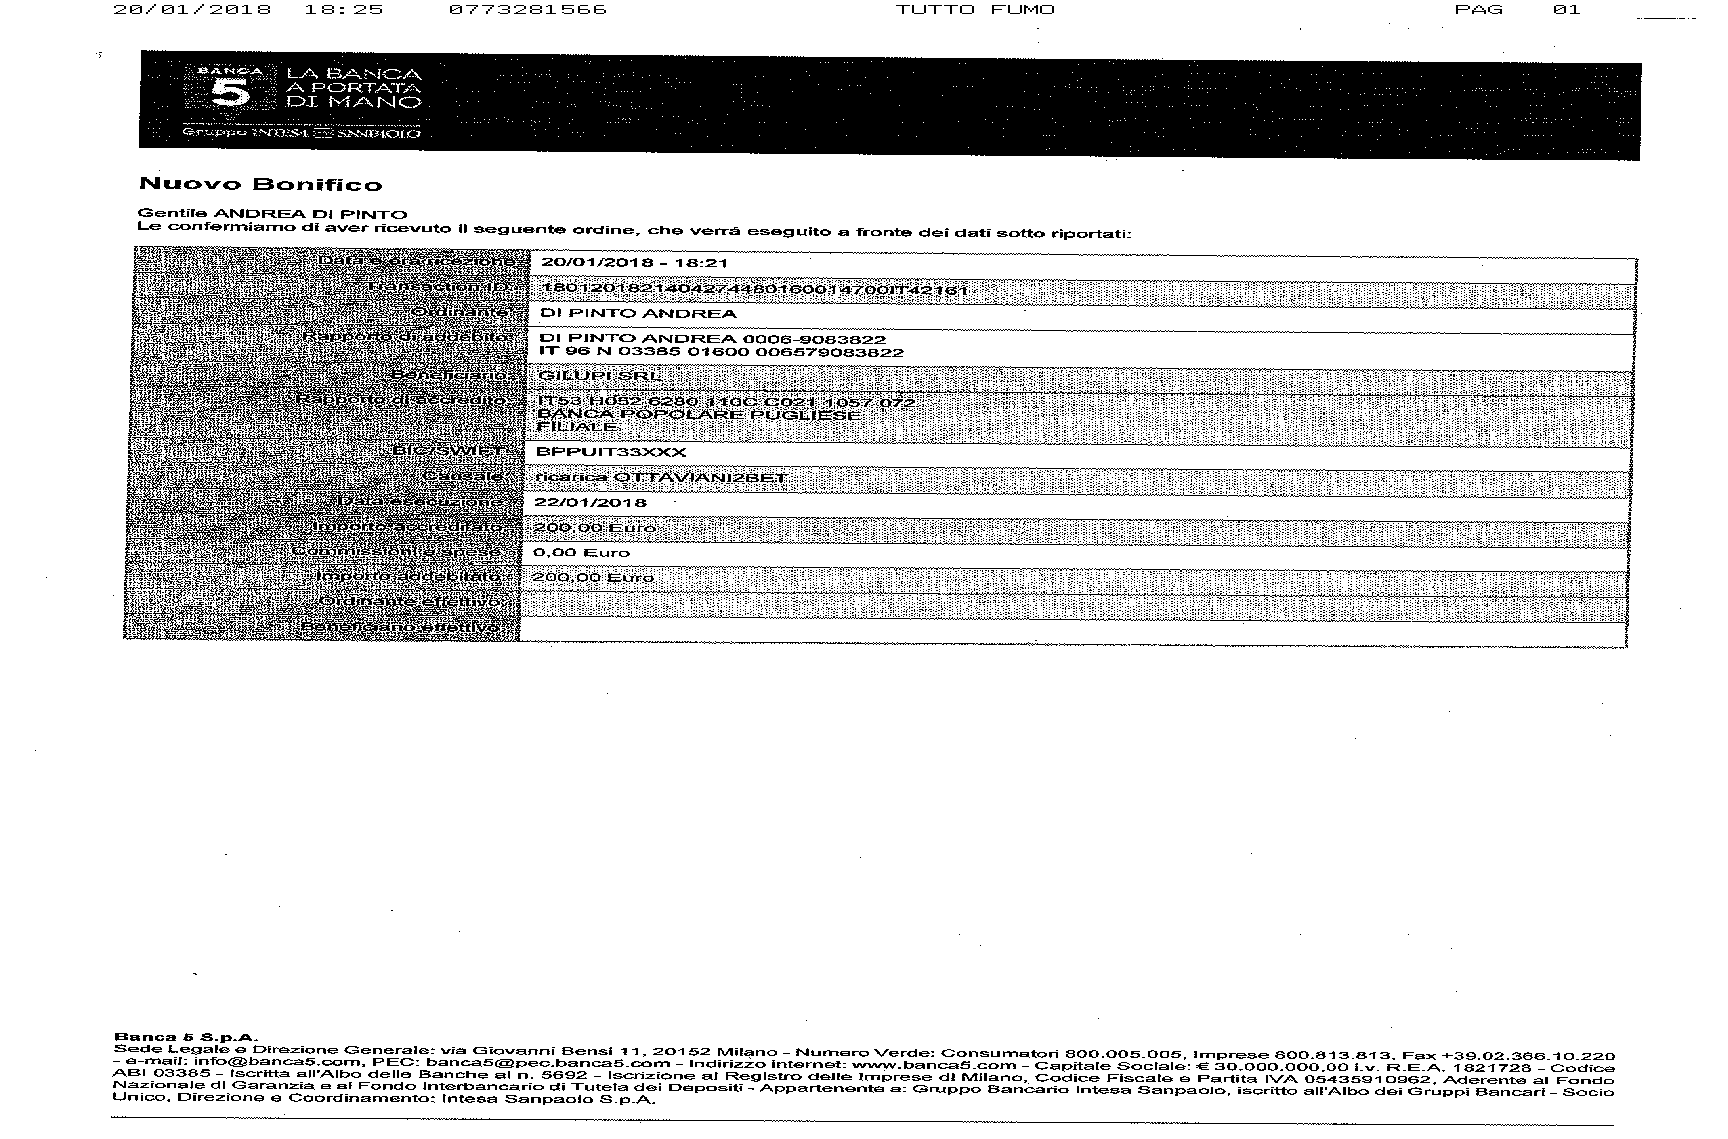 20/01/2018 18:25 0773281566 TUTTO FUMO PAG 01
BANCA 5
LA BANCA
A PORTATA
DI MANO
Gruppo INTESA SANPAOLO
Nuovo Bonifico
Gentile ANDREA DI PINTO
Le confermiamo di aver ricevuto il seguente ordine, che verrà eseguito a fronte dei dati sotto riportati:
Data e ora ricezione 20/01/2018 - 18:21
Transaction ID 1801201821404274480160014700IT42161
Ordinante DI PINTO ANDREA
Rapporto di addebito DI PINTO ANDREA 0006-9083822
IT 96 N 03385 01600 006579083822
Beneficiario GILUPI SRL
Rapporto di accredito IT53 H052 6280 110C C021 1057 072
BANCA POPOLARE PUGLIESE
FILIALE
BIC/SWIFT BPPUIT33XXX
Causale ricarica OTTAVIANI2BET
Data esecuzione 22/01/2018
Importo accreditato 200,00 Euro
Commissioni e spese 0,00 Euro
Importo addebitato 200,00 Euro
Ordinante effettivo
Beneficiario effettivo
Banca 5 S.p.A.
Sede Legale e Direzione Generale: via Giovanni Bensi 11, 20152 Milano - Numero Verde: Consumatori 800.005.005, Imprese 800.813.813, Fax +39.02.366.10.220
- e-mail: info@banca5.com, PEC: banca5@pec.banca5.com - Indirizzo internet: www.banca5.com - Capitale Sociale: € 30.000.000,00 i.v. R.E.A. 1821728 - Codice
ABI 03385 - Iscritta all'Albo delle Banche al n. 5692 - Iscrizione al Registro delle Imprese di Milano, Codice Fiscale e Partita IVA 05435910962, Aderente al Fondo
Nazionale di Garanzia e al Fondo Interbancario di Tutela dei Depositi - Appartenente a: Gruppo Bancario Intesa Sanpaolo, iscritto all'Albo dei Gruppi Bancari - Socio
Unico, Direzione e Coordinamento: Intesa Sanpaolo S.p.A.